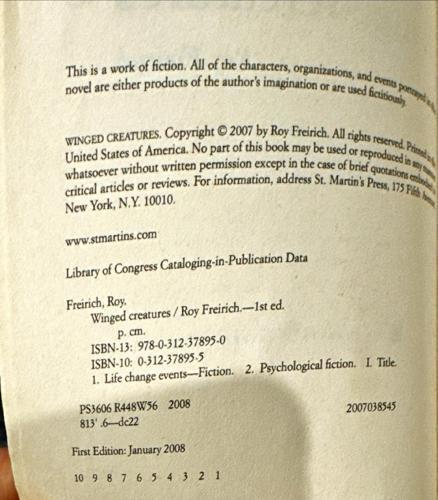 This is a work of fiction. All of the characters, organizations, and events portrayed in
novel are either products of the author's imagination or are used fictitiously.
WINGED CREATURES. Copyright © 2007 by Roy Freirich. All rights reserved. Printed in
United States of America. No part of this book may be used or reproduced in any manner
whatsoever without written permission except in the case of brief quotations embodied
critical articles or reviews. For information, address St. Martin's Press, 175 Fifth Avenue
New York, N.Y. 10010.
www.stmartins.com
Library of Congress Cataloging-in-Publication Data
Freirich, Roy.
Winged creatures / Roy Freirich.—1st ed.
p. cm.
ISBN-13: 978-0-312-37895-0
ISBN-10: 0-312-37895-5
1. Life change events—Fiction. 2. Psychological fiction. I. Title.
PS3606 R448W56 2008
813' .6—dc22
2007038545
First Edition: January 2008
10 9 8 7 6 5 4 3 2 1